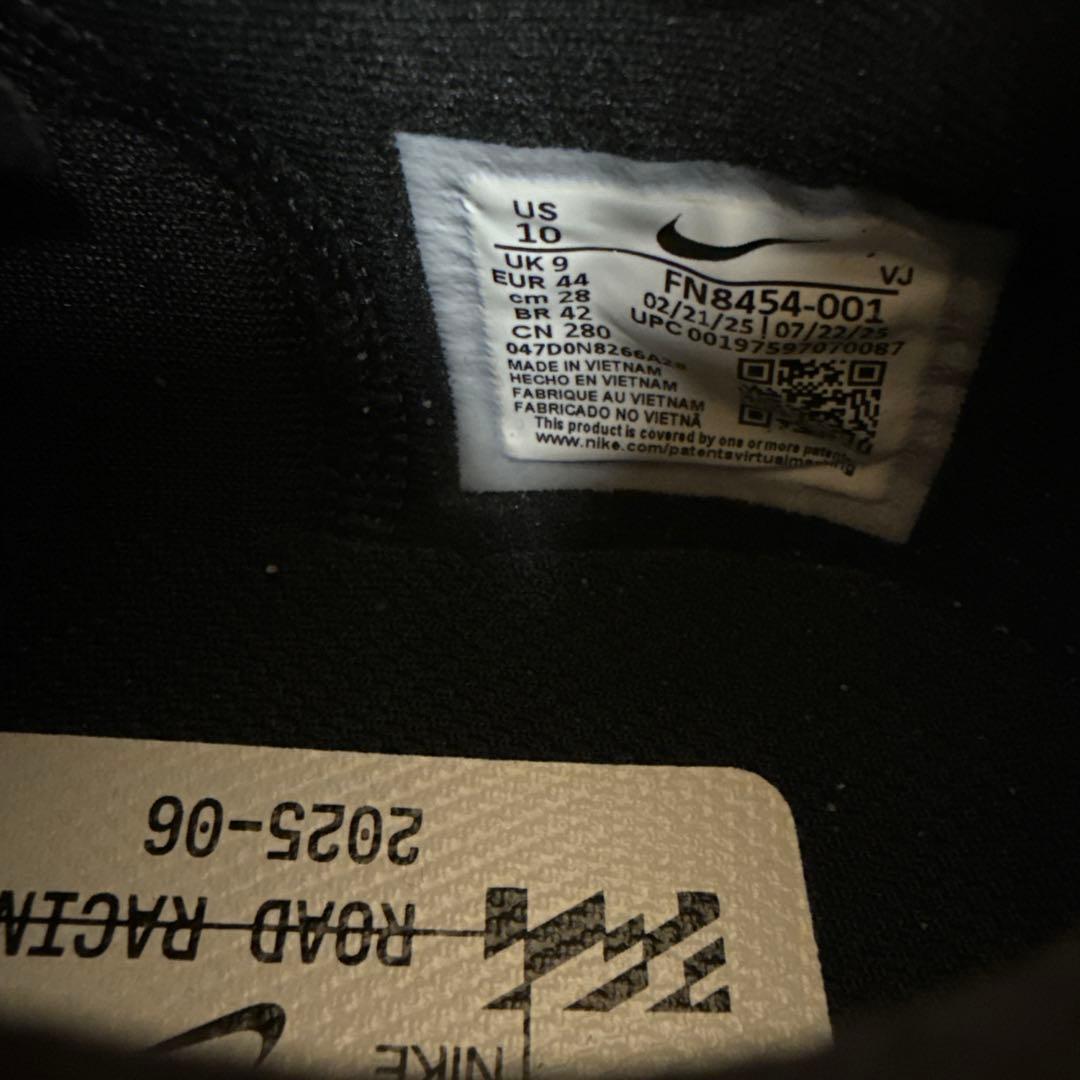 US
10
UK 9
EUR 44
cm 28
BR 42
CN 280
VJ
FN8454-001
02/21/25 | 07/22/25
UPC 00197597070087
047D0N8266A
MADE IN VIETNAM
HECHO EN VIETNAM
FABRIQUE AU VIETNAM
FABRICADO NO VIETNÃ
This product is covered by one or more patents
www.nike.com/patentsvirtualmarking
2025-06
ROAD RACIN
NIKE